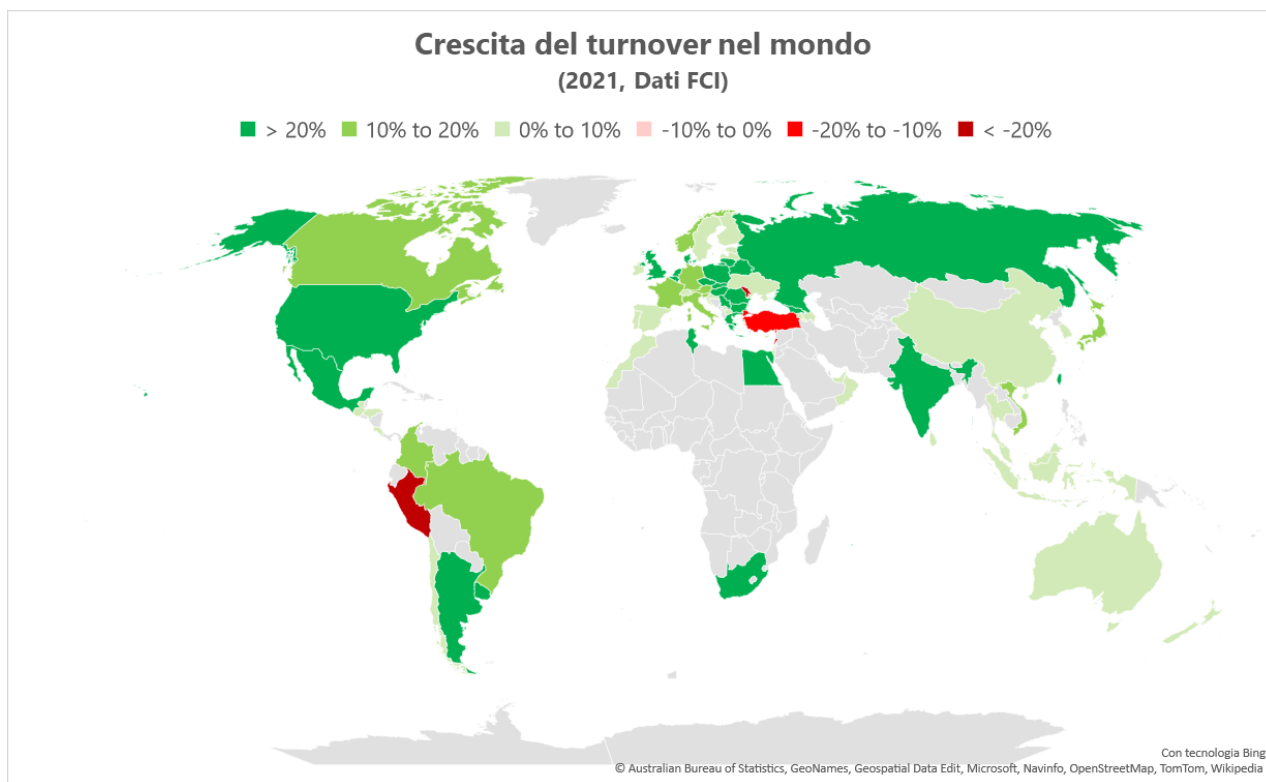 Crescita del turnover nel mondo
(2021, Dati FCI)
> 20% 10% to 20% 0% to 10% -10% to 0% -20% to -10% < -20%
Con tecnologia Bing
© Australian Bureau of Statistics, GeoNames, Geospatial Data Edit, Microsoft, Navinfo, OpenStreetMap, TomTom, Wikipedia